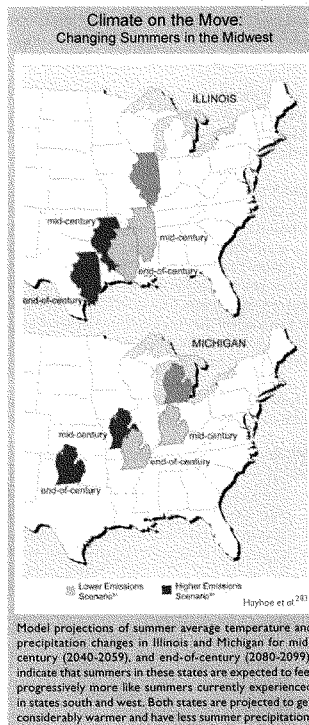 Climate on the Move:
Changing Summers in the Midwest
ILLINOIS
mid-century
mid-century
end-of-century
end-of-century
MICHIGAN
mid-century
mid-century
end-of-century
end-of-century
Lower Emissions Higher Emissions
Scenario Scenario
Hayhoe et al.
Model projections of summer average temperature and
precipitation changes in Illinois and Michigan for mid-
century (2040-2059), and end-of-century (2080-2099)
indicate that summers in these states are expected to fee
progressively more like summers currently experienced
in states south and west. Both states are projected to ge
considerably warmer and have less summer precipitation